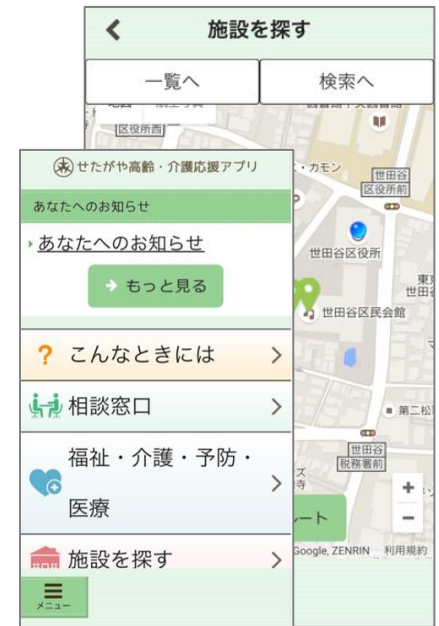 施設を探す
一覧へ
検索へ
区役所西
カモン
世田谷
区役所前
世田谷区役所
世田谷区民会館
第二松
世田谷
税務署前
ルート
+
−
Google, ZENRIN 利用規約
せたがや高齢・介護応援アプリ
あなたへのお知らせ
あなたへのお知らせ
もっと見る
? こんなときには
相談窓口
福祉・介護・予防・
医療
施設を探す
メニュー